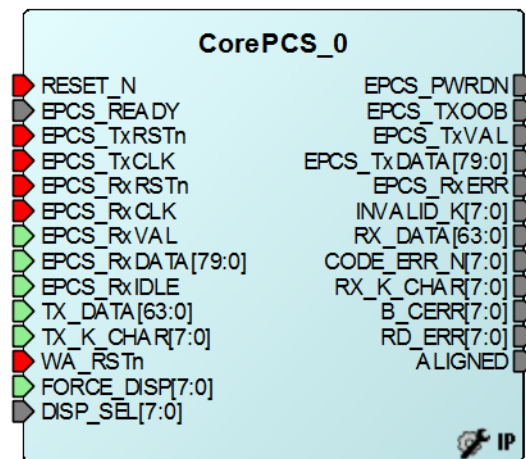 CorePCS_0
RESET_N
EPCS_READY
EPCS_TxRSTn
EPCS_TxCLK
EPCS_RxRSTn
EPCS_RxCLK
EPCS_RxVAL
EPCS_RxDATA[79:0]
EPCS_RxIDLE
TX_DATA[63:0]
TX_K_CHAR[7:0]
WA_RSTn
FORCE_DISP[7:0]
DISP_SEL[7:0]
EPCS_PWRDN
EPCS_TXOOB
EPCS_TxVAL
EPCS_TxDATA[79:0]
EPCS_RxERR
INVALID_K[7:0]
RX_DATA[63:0]
CODE_ERR_N[7:0]
RX_K_CHAR[7:0]
B_CERR[7:0]
RD_ERR[7:0]
ALIGNED
IP